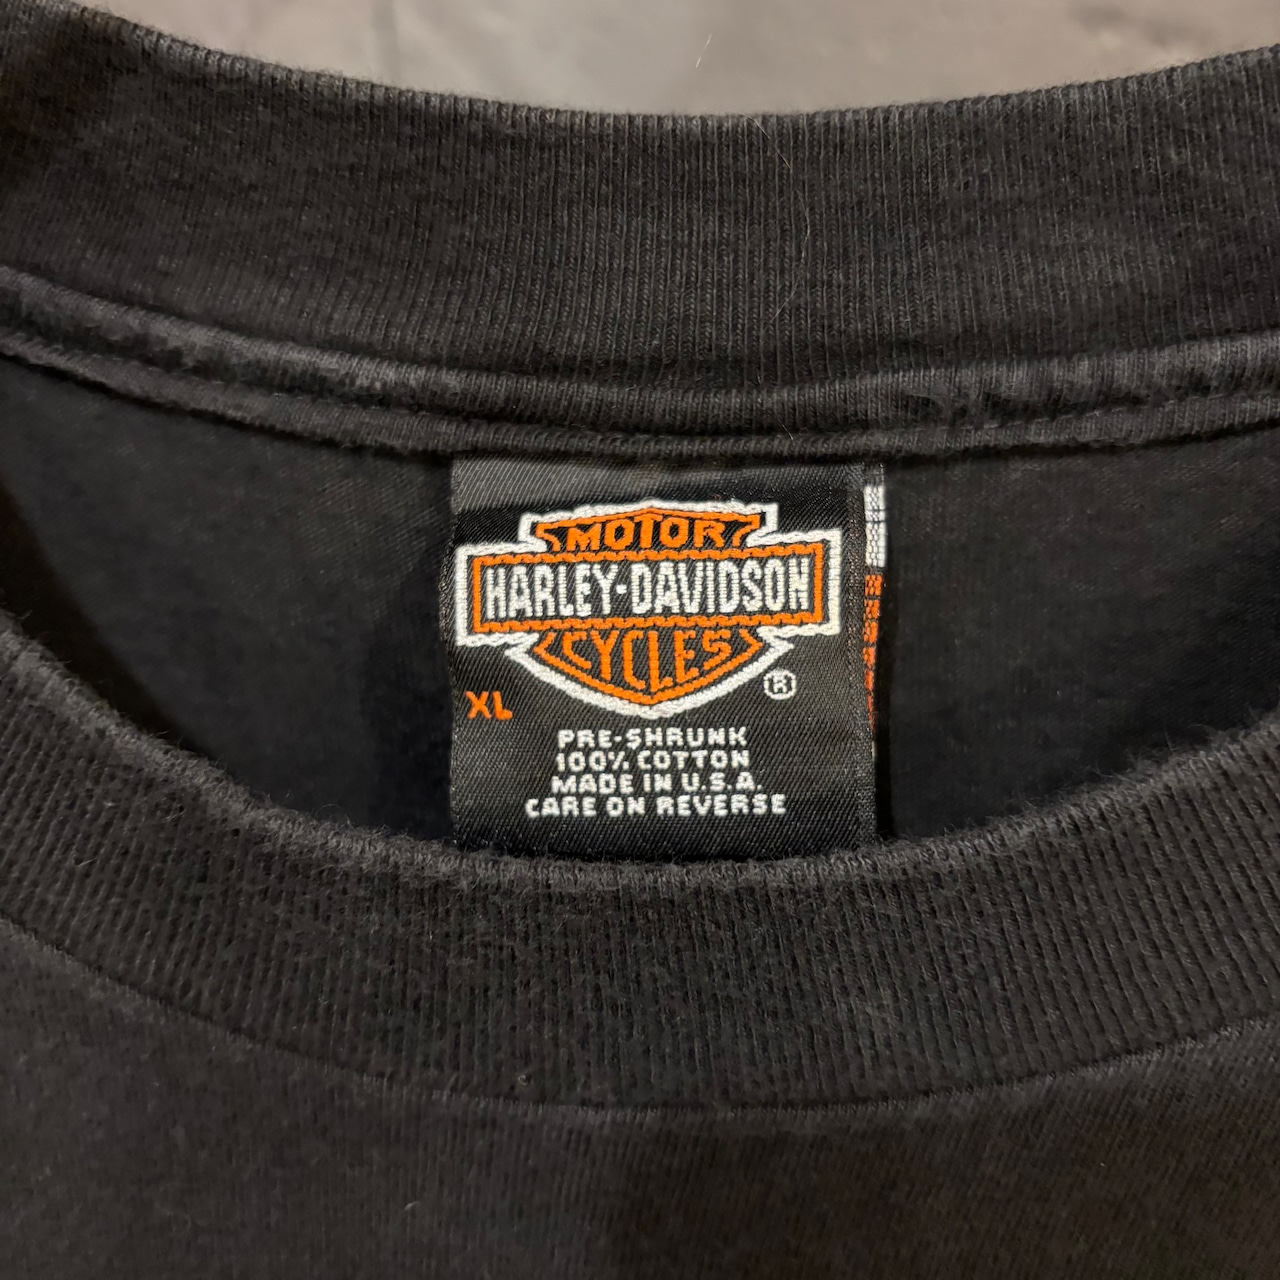 MOTOR
HARLEY-DAVIDSON
CYCLES
®
XL
PRE-SHRUNK
100% COTTON
MADE IN U.S.A.
CARE ON REVERSE